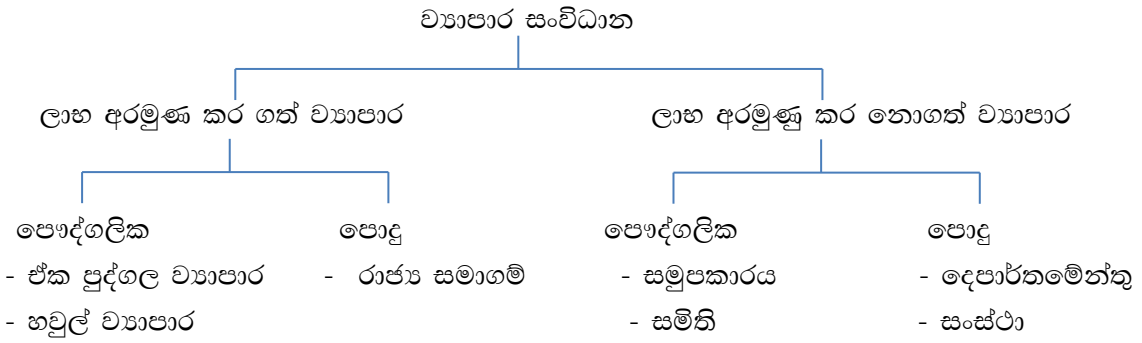 ව්‍යාපාර සංවිධාන
ලාභ අරමුණ කර ගත් ව්‍යාපාර
ලාභ අරමුණු කර නොගත් ව්‍යාපාර
පෞද්ගලික
- ඒක පුද්ගල ව්‍යාපාර
- හවුල් ව්‍යාපාර
පොදු
- රාජ්‍ය සමාගම්
පෞද්ගලික
- සමුපකාරය
- සමිති
පොදු
- දෙපාර්තමේන්තු
- සංස්ථා